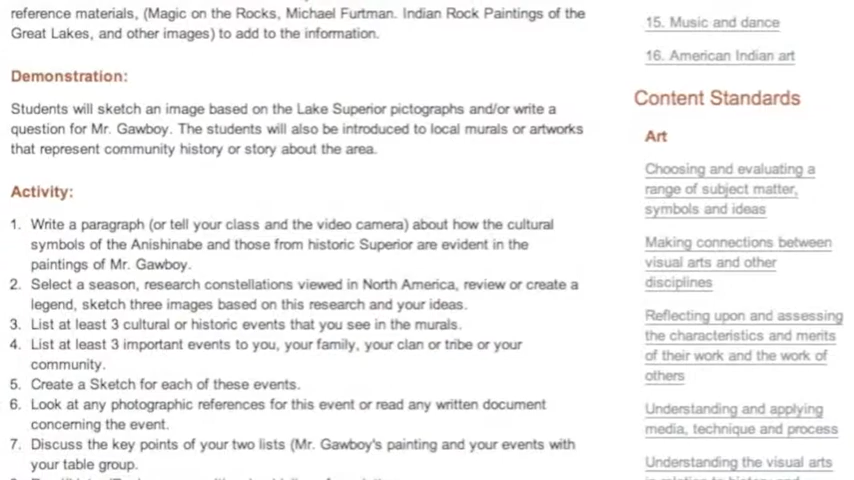 reference materials, (Magic on the Rocks, Michael Furtman. Indian Rock Paintings of the
Great Lakes, and other images) to add to the information.
Demonstration:
Students will sketch an image based on the Lake Superior pictographs and/or write a
question for Mr. Gawboy. The students will also be introduced to local murals or artworks
that represent community history or story about the area.
Activity:
1. Write a paragraph (or tell your class and the video camera) about how the cultural
symbols of the Anishinabe and those from historic Superior are evident in the
paintings of Mr. Gawboy.
2. Select a season, research constellations viewed in North America, review or create a
legend, sketch three images based on this research and your ideas.
3. List at least 3 cultural or historic events that you see in the murals.
4. List at least 3 important events to you, your family, your clan or tribe or your
community.
5. Create a Sketch for each of these events.
6. Look at any photographic references for this event or read any written document
concerning the event.
7. Discuss the key points of your two lists (Mr. Gawboy's painting and your events with
your table group.
15. Music and dance
16. American Indian art
Content Standards
Art
Choosing and evaluating a
range of subject matter,
symbols and ideas
Making connections between
visual arts and other
disciplines
Reflecting upon and assessing
the characteristics and merits
of their work and the work of
others
Understanding and applying
media, technique and process
Understanding the visual arts